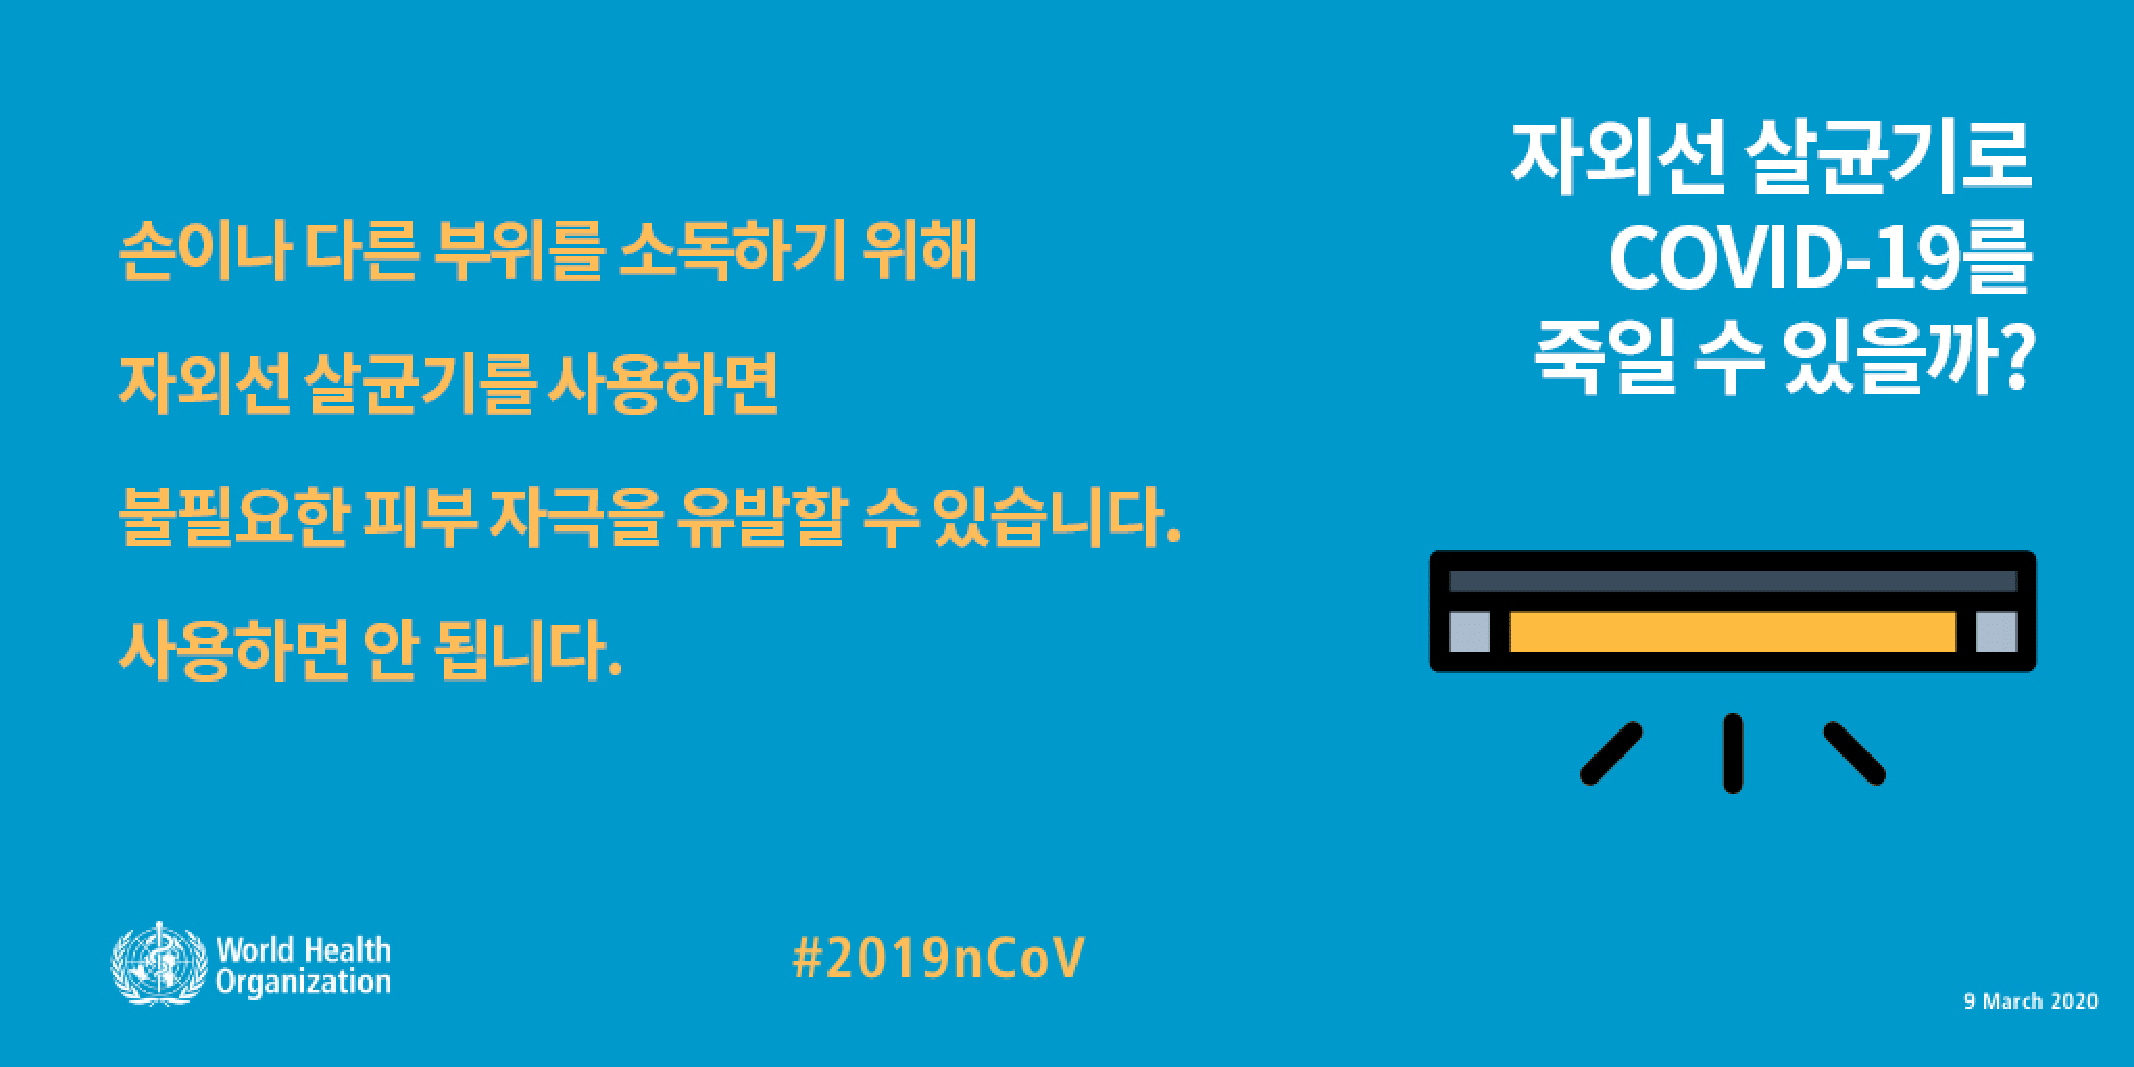 자외선 살균기로
COVID-19를
죽일 수 있을까?
손이나 다른 부위를 소독하기 위해
자외선 살균기를 사용하면
불필요한 피부 자극을 유발할 수 있습니다.
사용하면 안 됩니다.
World Health
Organization
#2019nCoV
9 March 2020